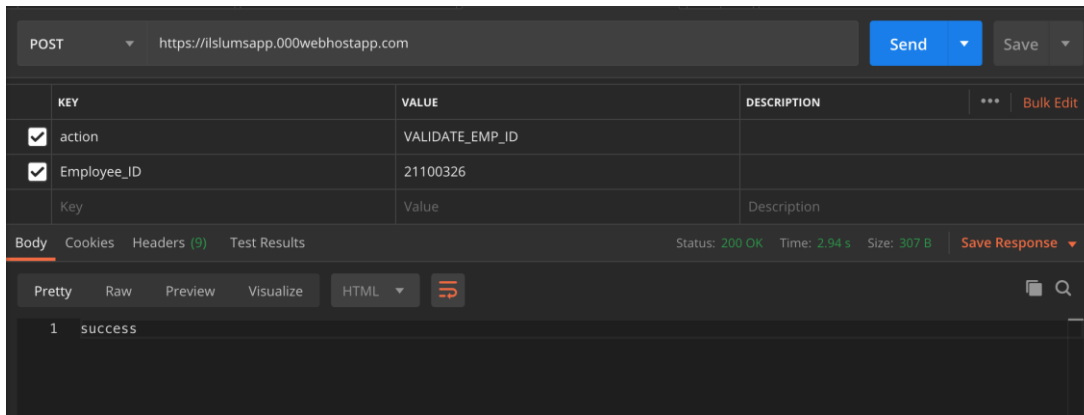 POST https://ilslumsapp.000webhostapp.com Send Save
KEY VALUE DESCRIPTION ••• Bulk Edit
action VALIDATE_EMP_ID
Employee_ID 21100326
Key Value Description
Body Cookies Headers (9) Test Results Status: 200 OK Time: 2.94 s Size: 307 B Save Response
Pretty Raw Preview Visualize HTML
1 success